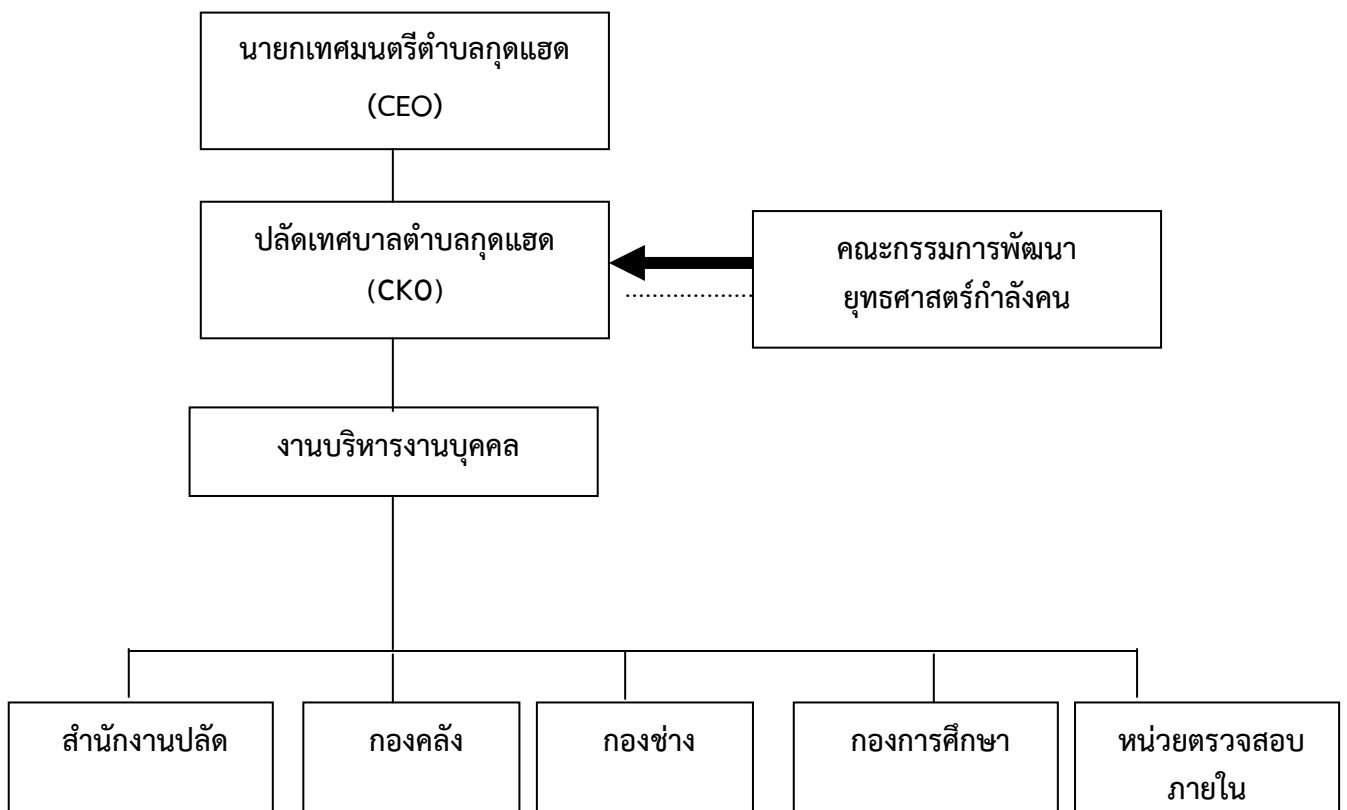 นายกเทศมนตรีตำบลกุดแฮด
(CEO)
ปลัดเทศบาลตำบลกุดแฮด
(CKO)
คณะกรรมการพัฒนา
ยุทธศาสตร์กำลังคน
งานบริหารงานบุคคล
สำนักงานปลัด
กองคลัง
กองช่าง
กองการศึกษา
หน่วยตรวจสอบ
ภายใน